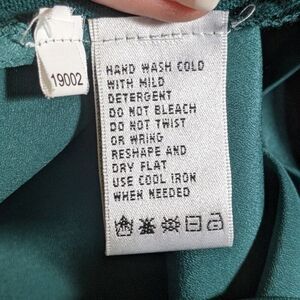 19002
HAND WASH COLD
WITH MILD
DETERGENT
DO NOT BLEACH
DO NOT TWIST
OR WRING
RESHAPE AND
DRY FLAT
USE COOL IRON
WHEN NEEDED